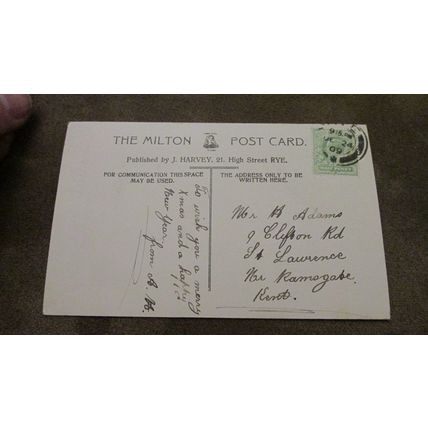 THE MILTON POST CARD.
Published by J. HARVEY, 21, High Street RYE.
FOR COMMUNICATION THIS SPACE
MAY BE USED.
THE ADDRESS ONLY TO BE
WRITTEN HERE.
To wish you a merry
Xmas and a happy
New Year
from A. W.
Mr H Adams
9 Clifton Rd
St Lawrence
Nr Ramsgate.
Kent.
24
09